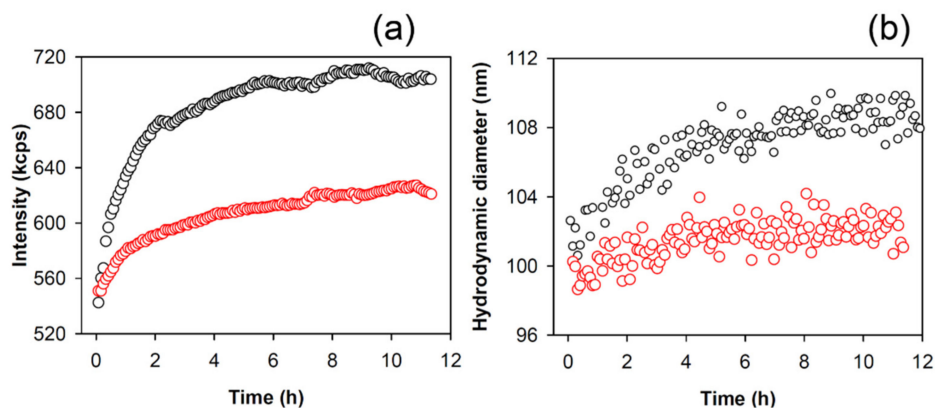 (a)
Intensity (kcps)
720
680
640
600
560
520
0 2 4 6 8 10 12
Time (h)
(b)
Hydrodynamic diameter (nm)
112
108
104
100
96
0 2 4 6 8 10 12
Time (h)